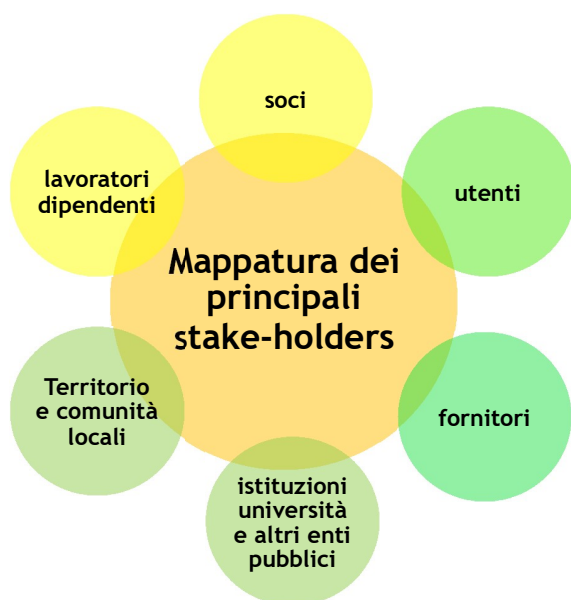 soci
utenti
fornitori
istituzioni
università
e altri enti
pubblici
Territorio
e comunità
locali
lavoratori
dipendenti
Mappatura dei
principali
stake-holders